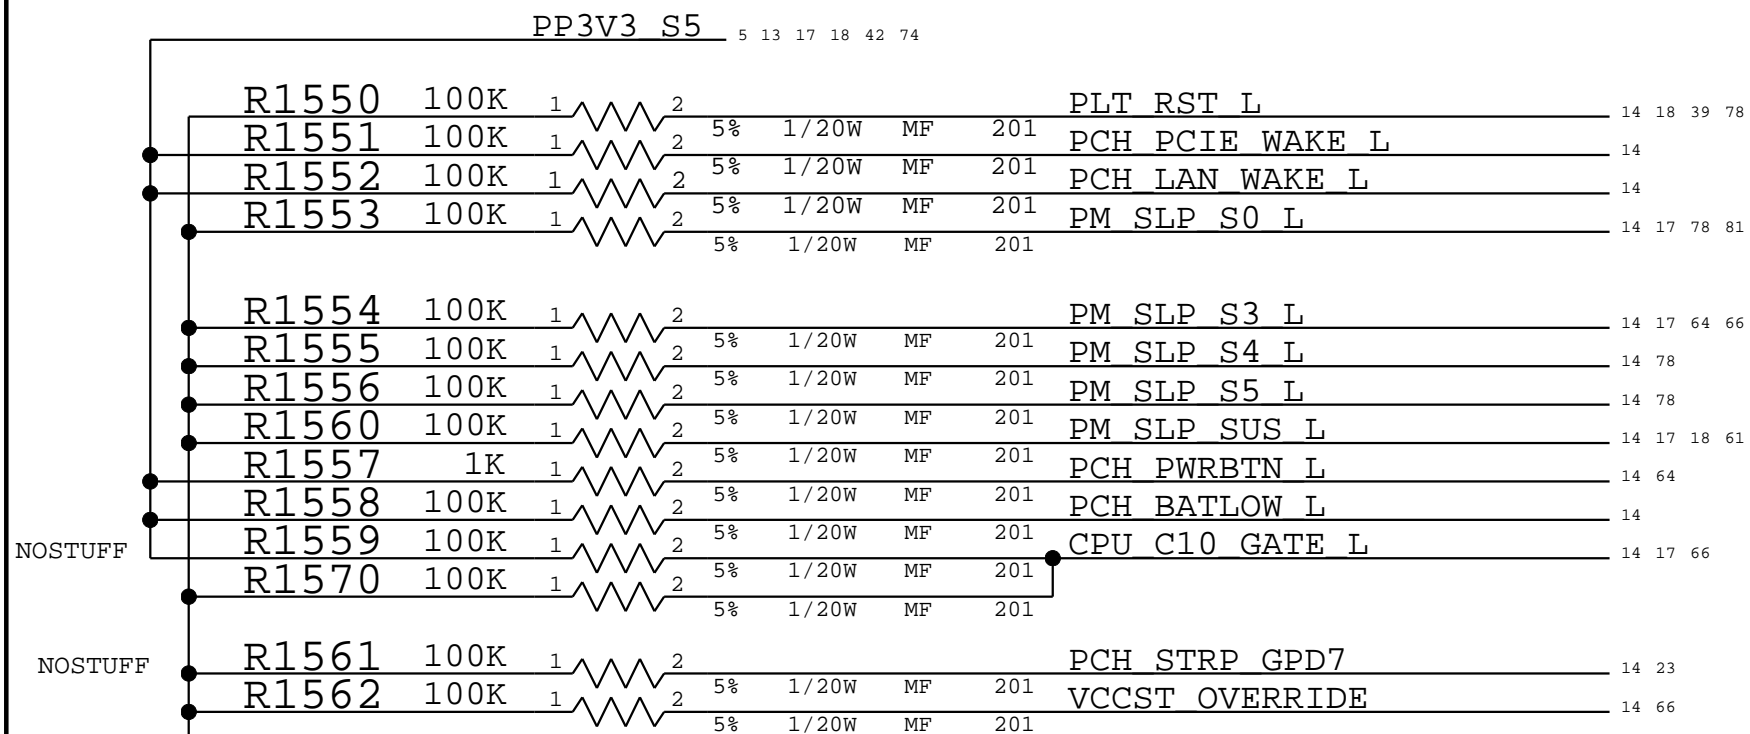 PP3V3_S5 5 13 17 18 42 74
R1550 100K 1 2 PLT_RST_L 14 18 39 78
5% 1/20W MF 201
R1551 100K 1 2 PCH_PCIE_WAKE_L 14
5% 1/20W MF 201
R1552 100K 1 2 PCH_LAN_WAKE_L 14
5% 1/20W MF 201
R1553 100K 1 2 PM_SLP_S0_L 14 17 78 81
5% 1/20W MF 201
R1554 100K 1 2 PM_SLP_S3_L 14 17 64 66
5% 1/20W MF 201
R1555 100K 1 2 PM_SLP_S4_L 14 78
5% 1/20W MF 201
R1556 100K 1 2 PM_SLP_S5_L 14 78
5% 1/20W MF 201
R1560 100K 1 2 PM_SLP_SUS_L 14 17 18 61
5% 1/20W MF 201
R1557 1K 1 2 PCH_PWRBTN_L 14 64
5% 1/20W MF 201
R1558 100K 1 2 PCH_BATLOW_L 14
5% 1/20W MF 201
NOSTUFF R1559 100K 1 2 CPU_C10_GATE_L 14 17 66
5% 1/20W MF 201
R1570 100K 1 2
5% 1/20W MF 201
NOSTUFF R1561 100K 1 2 PCH_STRP_GPD7 14 23
5% 1/20W MF 201
R1562 100K 1 2 VCCST_OVERRIDE 14 66
5% 1/20W MF 201